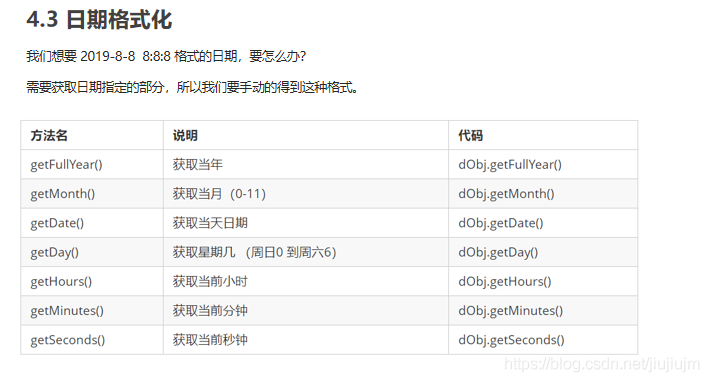 4.3 日期格式化
我们想要 2019-8-8 8:8:8 格式的日期，要怎么办？
需要获取日期指定的部分，所以我们要手动的得到这种格式。
方法名 说明 代码
getFullYear() 获取当年 dObj.getFullYear()
getMonth() 获取当月（0-11） dObj.getMonth()
getDate() 获取当天日期 dObj.getDate()
getDay() 获取星期几 （周日0 到周六6） dObj.getDay()
getHours() 获取当前小时 dObj.getHours()
getMinutes() 获取当前分钟 dObj.getMinutes()
getSeconds() 获取当前秒钟 dObj.getSeconds()
https://blog.csdn.net/jiujiujm